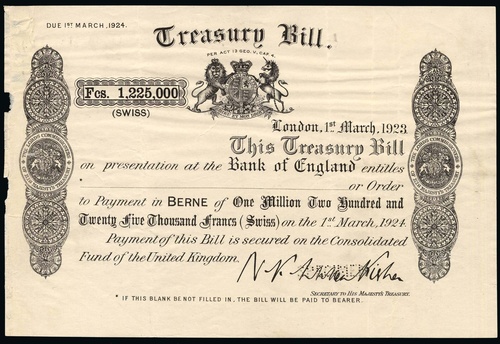 DUE 1ST MARCH, 1924.
Treasury Bill.
PER ACT 13 GEO. V., CAP. 4.
Fcs. 1,225,000
(SWISS)
London, 1st March, 1923
This Treasury Bill
on presentation at the Bank of England entitles
* or Order
to Payment in BERNE of One Million Two Hundred and
Twenty Five Thousand Francs (Swiss) on the 1st March, 1924.
Payment of this Bill is secured on the Consolidated
Fund of the United Kingdom.
SECRETARY TO HIS MAJESTY'S TREASURY.
* IF THIS BLANK BE NOT FILLED IN, THE BILL WILL BE PAID TO BEARER.